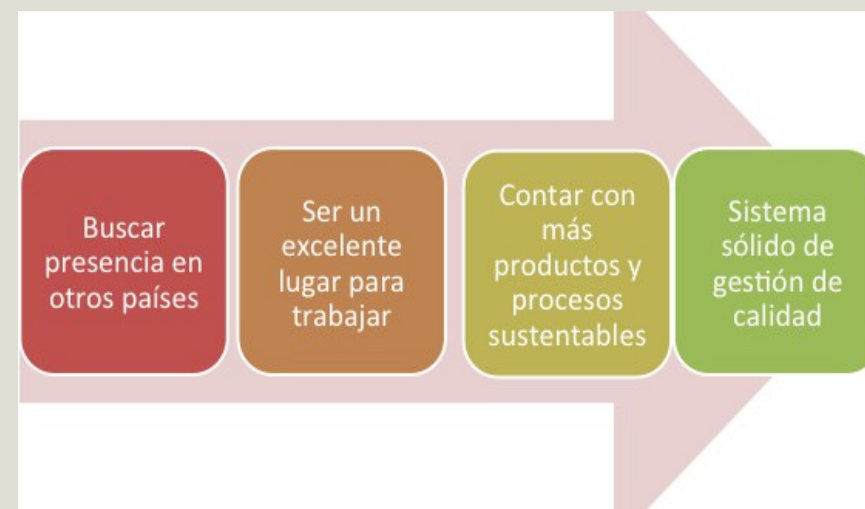 Buscar
presencia en
otros países
Ser un
excelente
lugar para
trabajar
Contar con
más
productos y
procesos
sustentables
Sistema
sólido de
gestión de
calidad